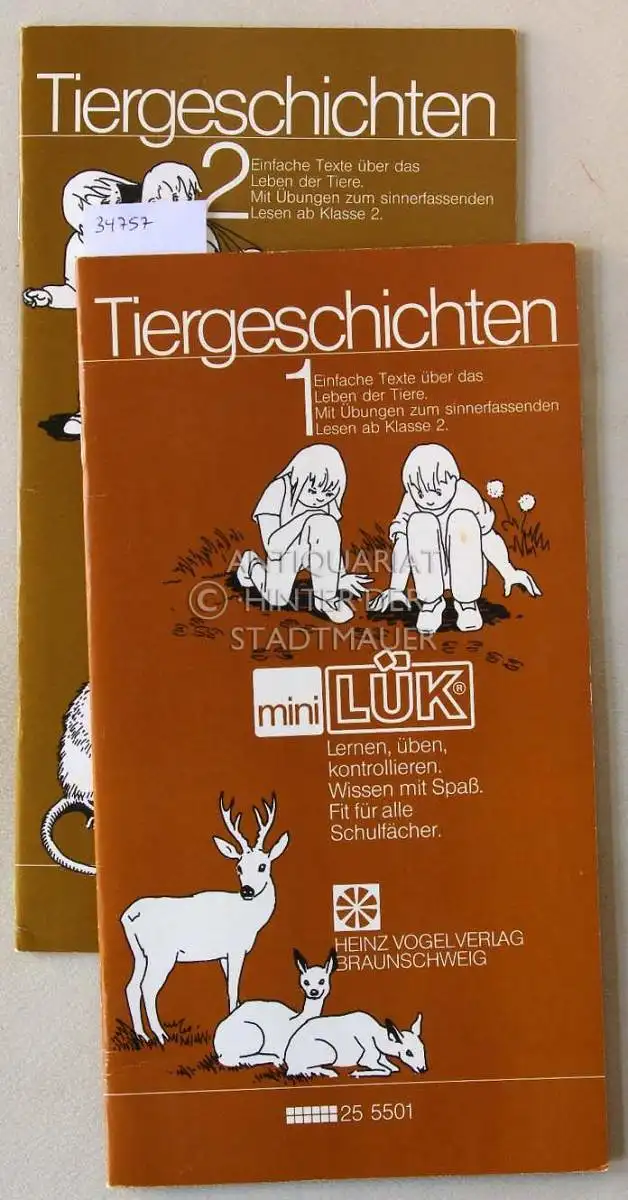 Tiergeschichten
2
Einfache Texte über das
Leben der Tiere.
Mit Übungen zum sinnerfassenden
Lesen ab Klasse 2.
34757
Tiergeschichten
1
Einfache Texte über das
Leben der Tiere.
Mit Übungen zum sinnerfassenden
Lesen ab Klasse 2.
ANTIQUARIAT
© HINTER DER
STADTMAUER
mini LÜK®
Lernen, üben,
kontrollieren.
Wissen mit Spaß.
Fit für alle
Schulfächer.
HEINZ VOGEL VERLAG
BRAUNSCHWEIG
25 5501